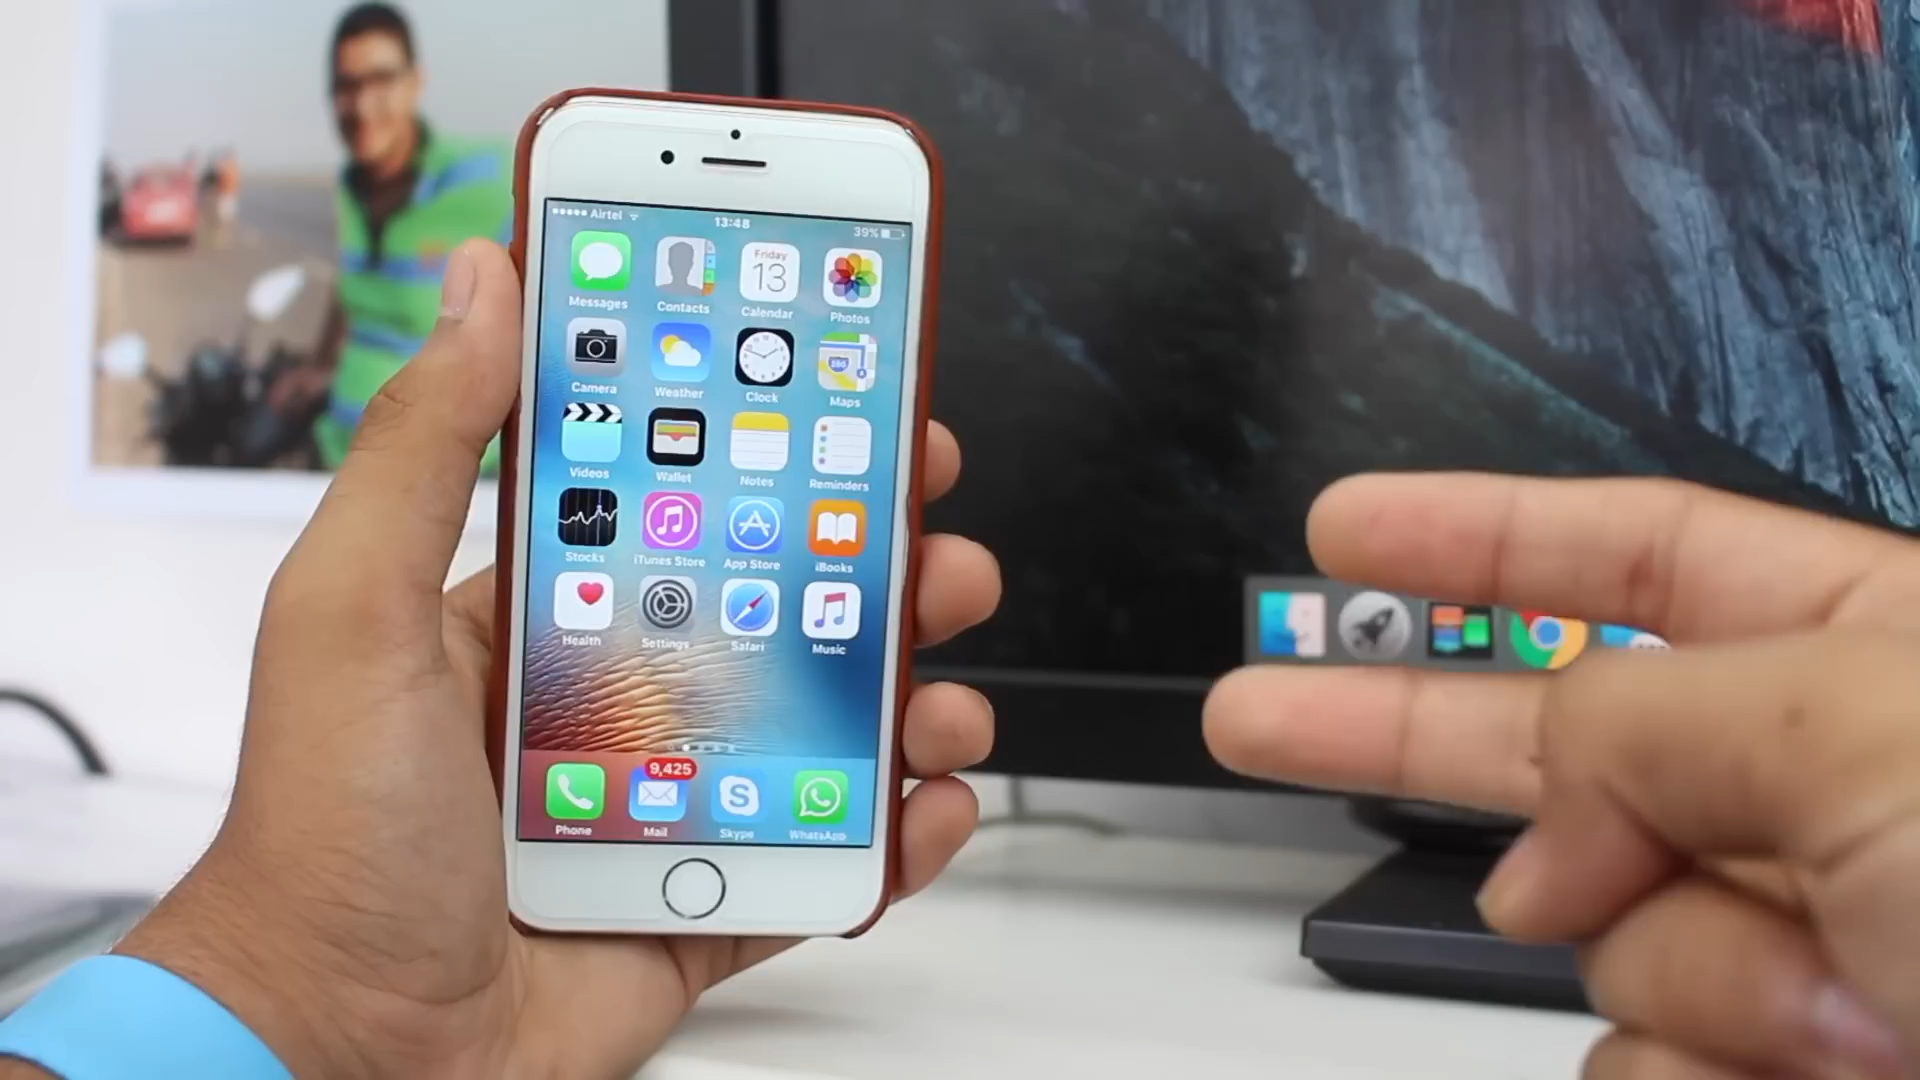 Airtel 13:48 39%
Friday
13
Messages Contacts Calendar Photos
280
Camera Weather Clock Maps
Videos Wallet Notes Reminders
Stocks iTunes Store App Store iBooks
Health Settings Safari Music
9,425
Phone Mail Skype WhatsApp